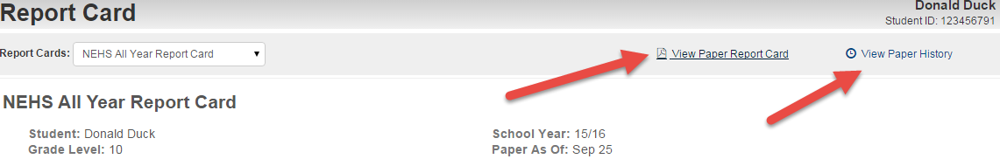 Report Card
Donald Duck
Student ID: 123456791
Report Cards: NEHS All Year Report Card
View Paper Report Card
View Paper History
NEHS All Year Report Card
Student: Donald Duck
School Year: 15/16
Grade Level: 10
Paper As Of: Sep 25